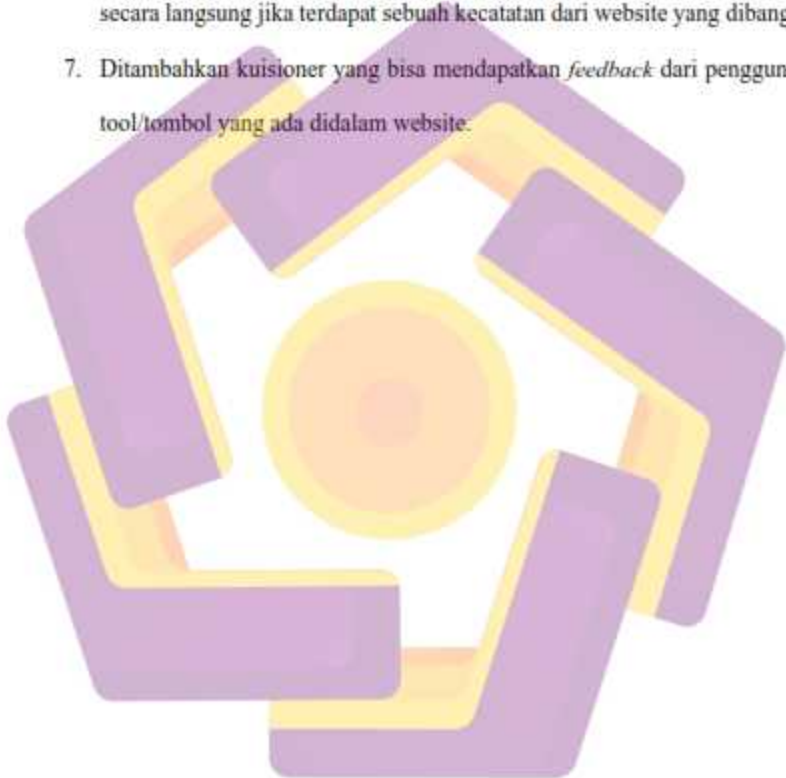 secara langsung jika terdapat sebuah kecatatan dari website yang dibang
7. Ditambahkan kuisioner yang bisa mendapatkan feedback dari penggun
tool/tombol yang ada didalam website.